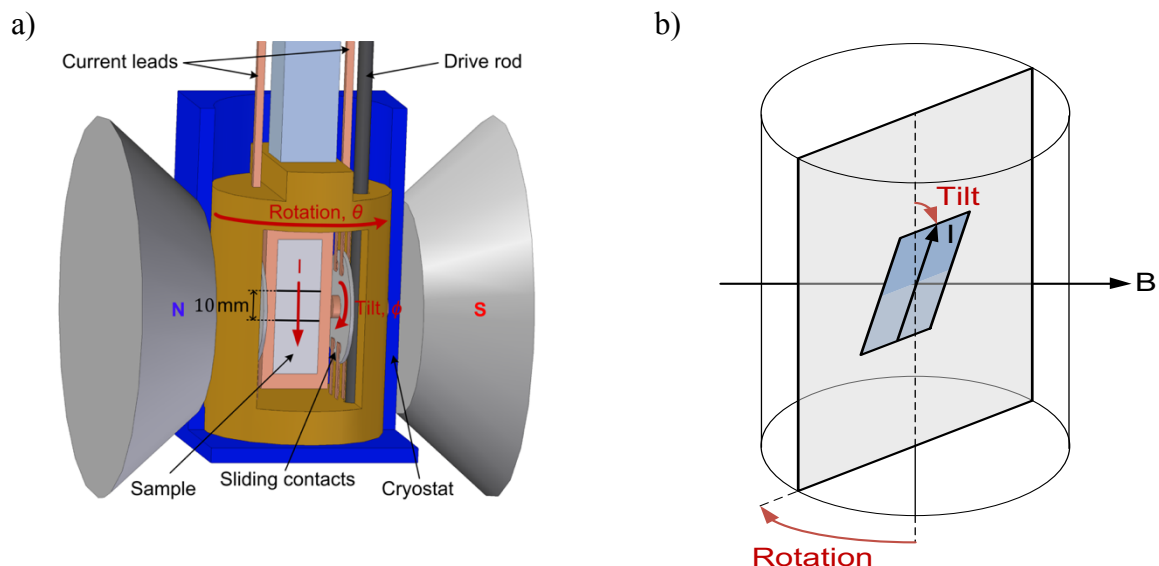 a)
Current leads
Drive rod
Rotation, θ
I
10 mm
N
Tilt, ϕ
S
Sample
Sliding contacts
Cryostat
b)
Tilt
I
B
Rotation